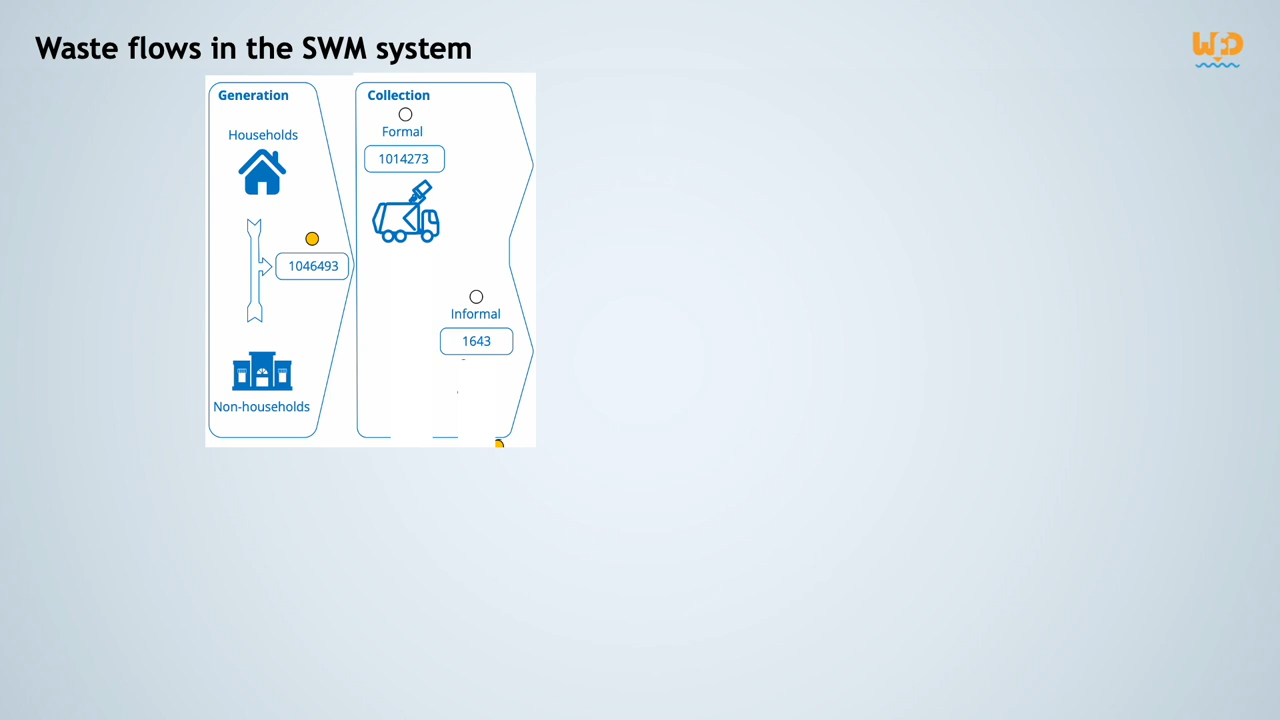 Waste flows in the SWM system
Generation
Households
1046493
Non-households
Collection
Formal
1014273
Informal
1643